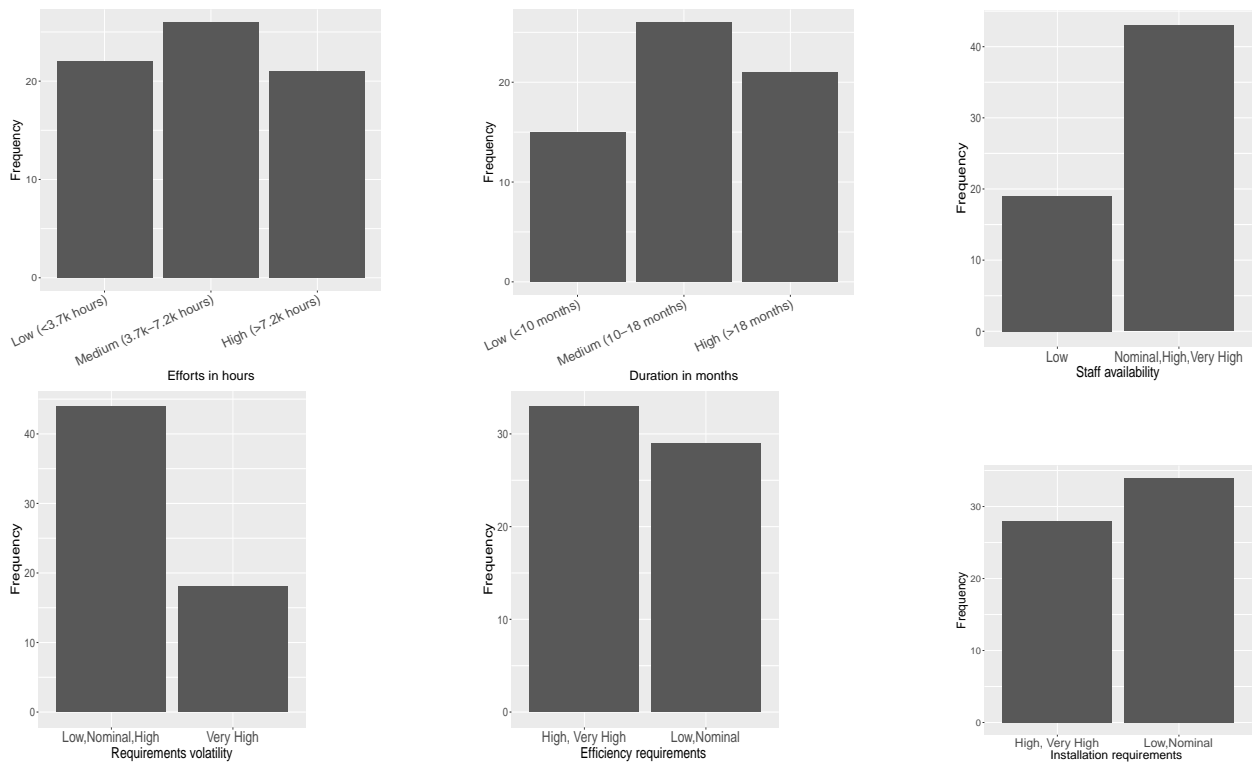 20
10
0
Frequency
Low (<3.7k hours)
Medium (3.7k–7.2k hours)
High (>7.2k hours)
Efforts in hours
20
10
0
Frequency
Low (<10 months)
Medium (10–18 months)
High (>18 months)
Duration in months
40
30
20
10
0
Frequency
Low
Nominal,High,Very High
Staff availability
40
30
20
10
0
Frequency
Low,Nominal,High
Very High
Requirements volatility
30
20
10
0
Frequency
High, Very High
Low,Nominal
Efficiency requirements
30
20
10
0
Frequency
High, Very High
Low,Nominal
Installation requirements